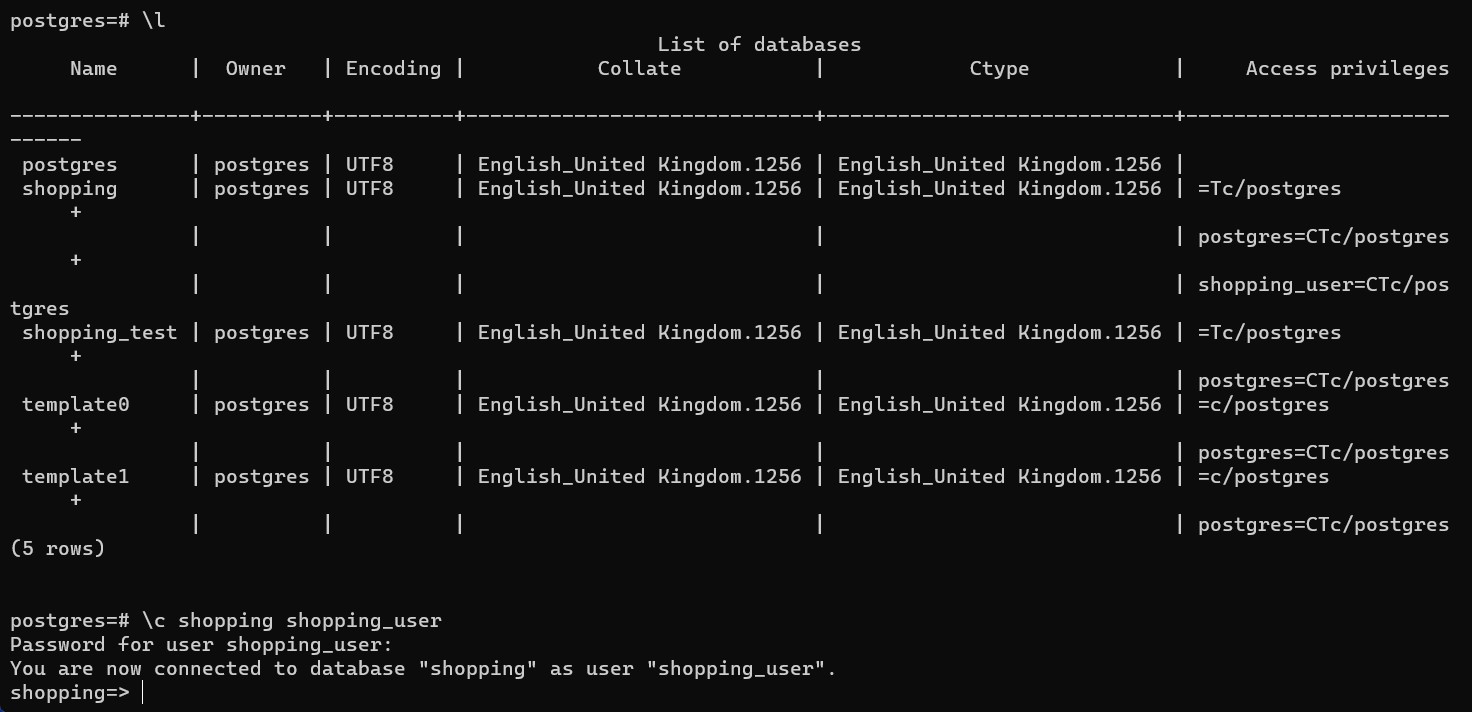 postgres=# \l
                                                      List of databases
     Name      |  Owner   | Encoding |           Collate           |            Ctype            |     Access privileges
---------------+----------+----------+-----------------------------+-----------------------------+----------------------
------
 postgres      | postgres | UTF8     | English_United Kingdom.1256 | English_United Kingdom.1256 |
 shopping      | postgres | UTF8     | English_United Kingdom.1256 | English_United Kingdom.1256 | =Tc/postgres
     +
               |          |          |                             |                             | postgres=CTc/postgres
     +
               |          |          |                             |                             | shopping_user=CTc/pos
tgres
 shopping_test | postgres | UTF8     | English_United Kingdom.1256 | English_United Kingdom.1256 | =Tc/postgres
     +
               |          |          |                             |                             | postgres=CTc/postgres
 template0     | postgres | UTF8     | English_United Kingdom.1256 | English_United Kingdom.1256 | =c/postgres
     +
               |          |          |                             |                             | postgres=CTc/postgres
 template1     | postgres | UTF8     | English_United Kingdom.1256 | English_United Kingdom.1256 | =c/postgres
     +
               |          |          |                             |                             | postgres=CTc/postgres
(5 rows)
postgres=# \c shopping shopping_user
Password for user shopping_user:
You are now connected to database "shopping" as user "shopping_user".
shopping=>